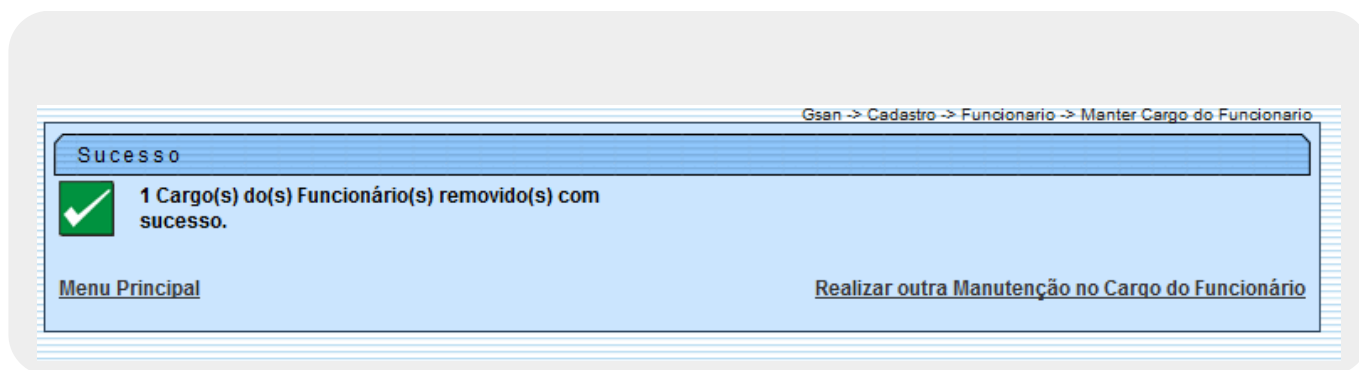 Gsan -> Cadastro -> Funcionario -> Manter Cargo do Funcionario
Sucesso
1 Cargo(s) do(s) Funcionário(s) removido(s) com
sucesso.
Menu Principal
Realizar outra Manutenção no Cargo do Funcionário